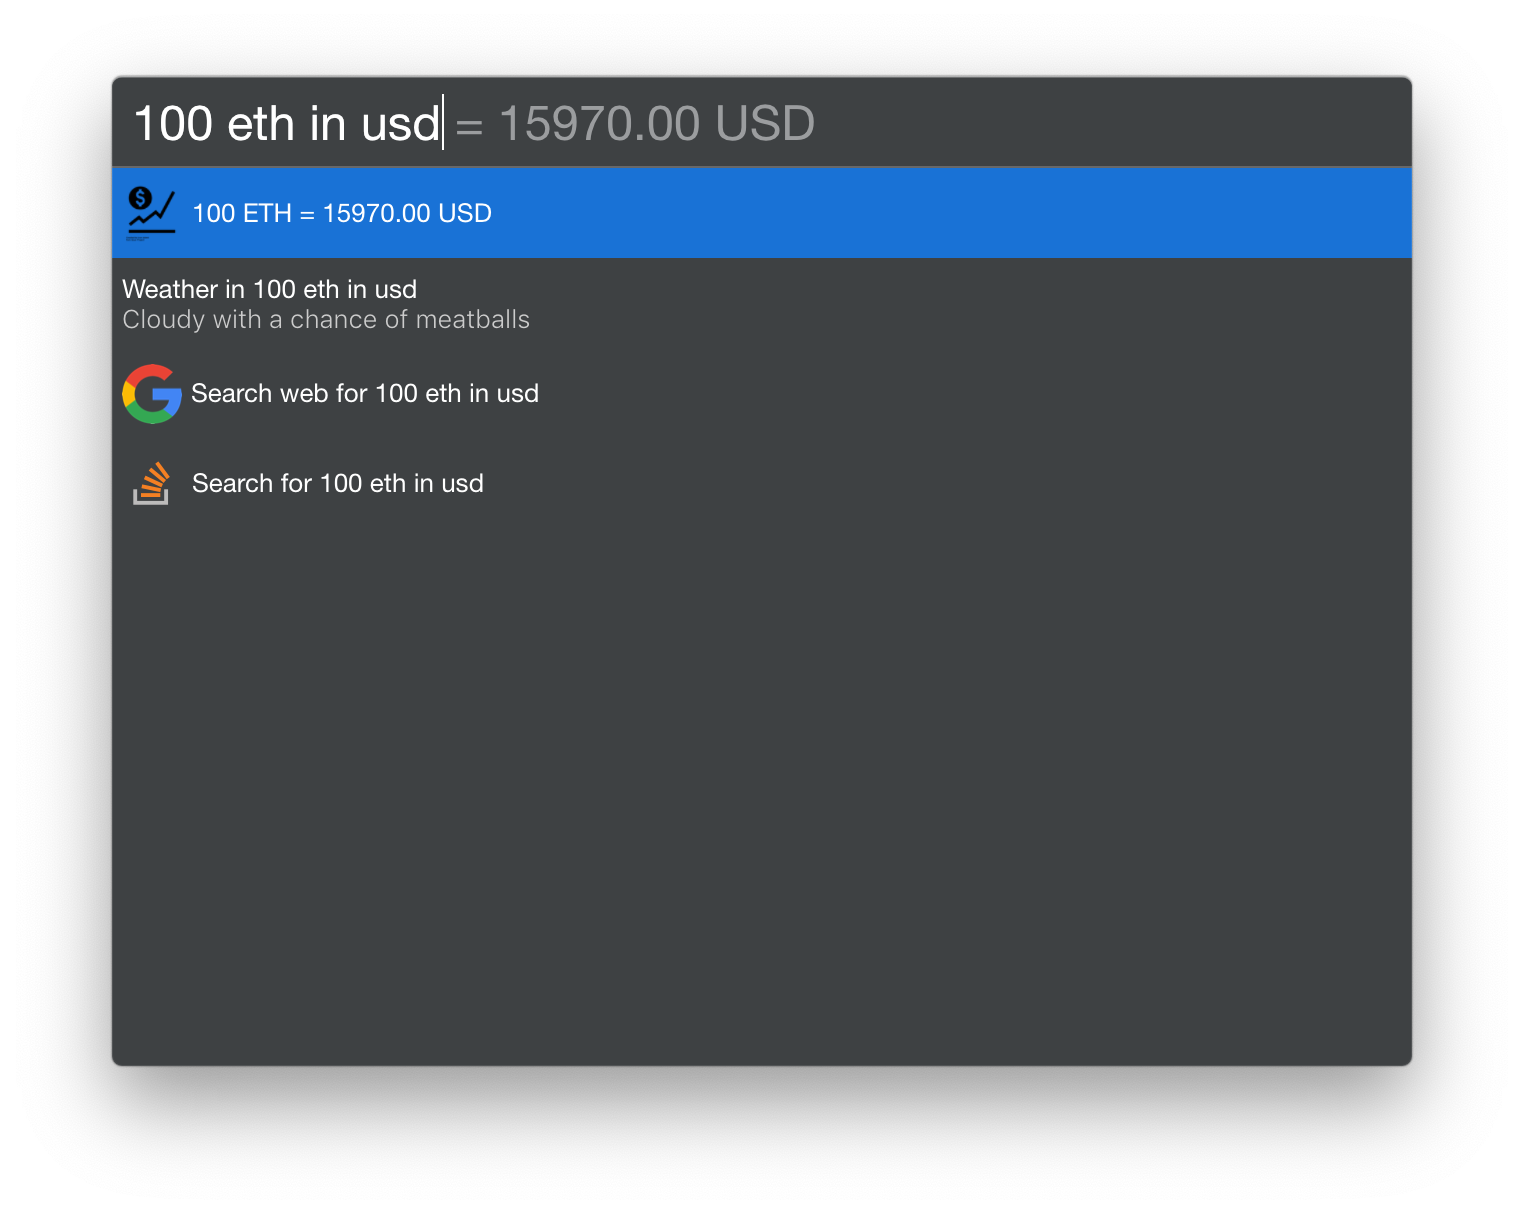 100 eth in usd = 15970.00 USD
100 ETH = 15970.00 USD
Weather in 100 eth in usd
Cloudy with a chance of meatballs
Search web for 100 eth in usd
Search for 100 eth in usd